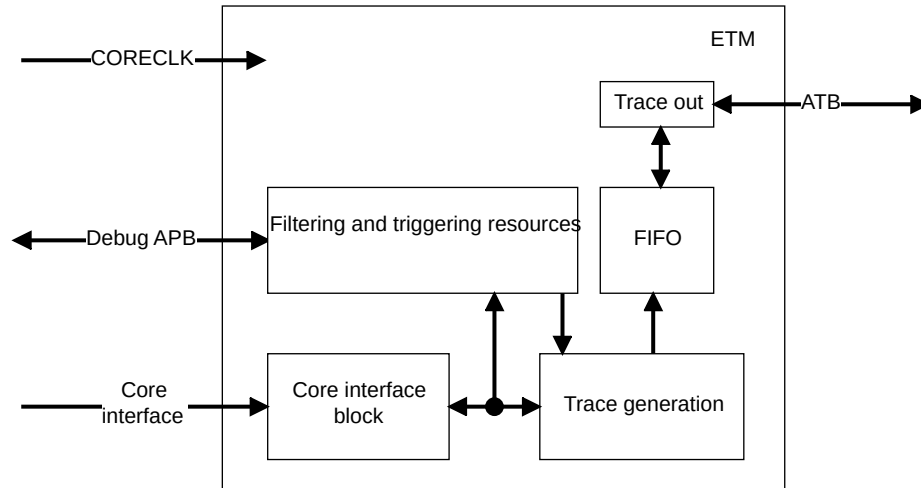 ETM
CORECLK
Trace out
ATB
Debug APB
Filtering and triggering resources
FIFO
Core
interface
Core interface
block
Trace generation